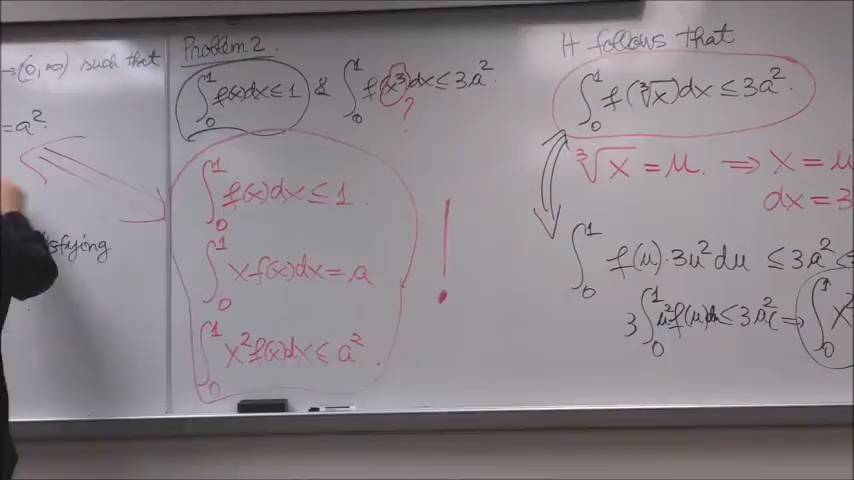 →(0,∞) such that
=a².
sfying
Problem 2.
∫₀¹ f(x)dx ≤ 1 & ∫₀¹ f(x³)dx ≤ 3a².
?
∫₀¹ f(x)dx ≤ 1.
∫₀¹ xf(x)dx = a
∫₀¹ x²f(x)dx ≤ a².
!
It follows that
∫₀¹ f(∛x)dx ≤ 3a².
∛x = u. ⇒ x = u
dx = 3
∫₀¹ f(u)·3u²du ≤ 3a²
3∫₀¹ u²f(u)du ≤ 3a² ⇒ ∫₀¹ x²